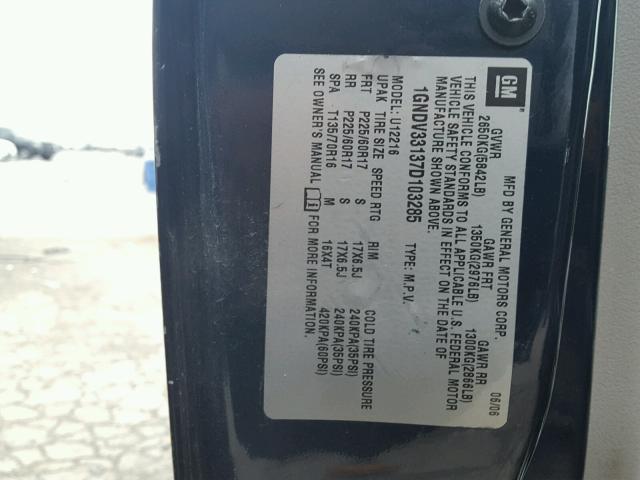 GM
MFD BY GENERAL MOTORS CORP. 06/06
GVWR GAWR FRT GAWR RR
2650KG(5842LB) 1350KG(2976LB) 1300KG(2866LB)
THIS VEHICLE CONFORMS TO ALL APPLICABLE U.S. FEDERAL MOTOR
VEHICLE SAFETY STANDARDS IN EFFECT ON THE DATE OF
MANUFACTURE SHOWN ABOVE.
1GNDV33137D103285 TYPE: M.P.V.
MODEL: U112216
UPAK TIRE SIZE SPEED RTG RIM COLD TIRE PRESSURE
FRT P225/60R17 S 17X6.5J 240KPA(35PSI)
RR P225/60R17 S 17X6.5J 240KPA(35PSI)
SPA T135/70R16 M 16X4T 420KPA(60PSI)
SEE OWNER'S MANUAL FOR MORE INFORMATION.